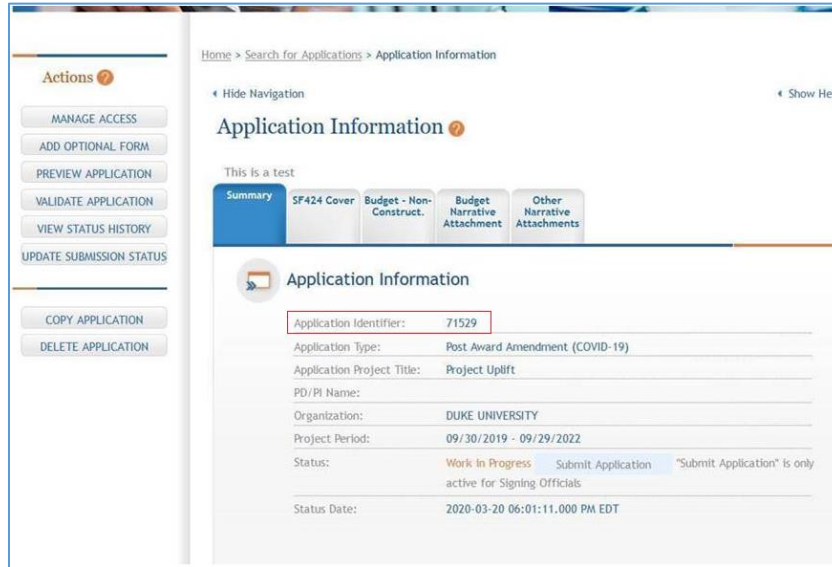 Home > Search for Applications > Application Information
Actions ?
Hide Navigation
Show He
MANAGE ACCESS
ADD OPTIONAL FORM
PREVIEW APPLICATION
VALIDATE APPLICATION
VIEW STATUS HISTORY
UPDATE SUBMISSION STATUS
COPY APPLICATION
DELETE APPLICATION
Application Information ?
This is a test
Summary
SF424 Cover
Budget - Non-
Construct.
Budget
Narrative
Attachment
Other
Narrative
Attachments
Application Information
Application Identifier: 71529
Application Type: Post Award Amendment (COVID-19)
Application Project Title: Project Uplift
PD/PI Name:
Organization: DUKE UNIVERSITY
Project Period: 09/30/2019 - 09/29/2022
Status: Work in Progress Submit Application "Submit Application" is only
active for Signing Officials
Status Date: 2020-03-20 06:01:11.000 PM EDT